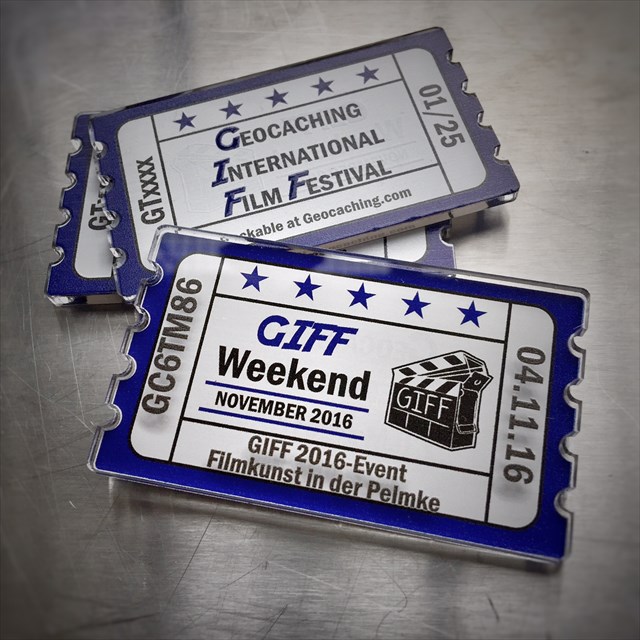 GEOCACHING
INTERNATIONAL
FILM FESTIVAL
ckable at Geocaching.com
GTxxxx
01/25
GT
GC6TM86
GIFF
Weekend
NOVEMBER 2016
GIFF
GIFF 2016-Event
Filmkunst in der Pelmke
04.11.16